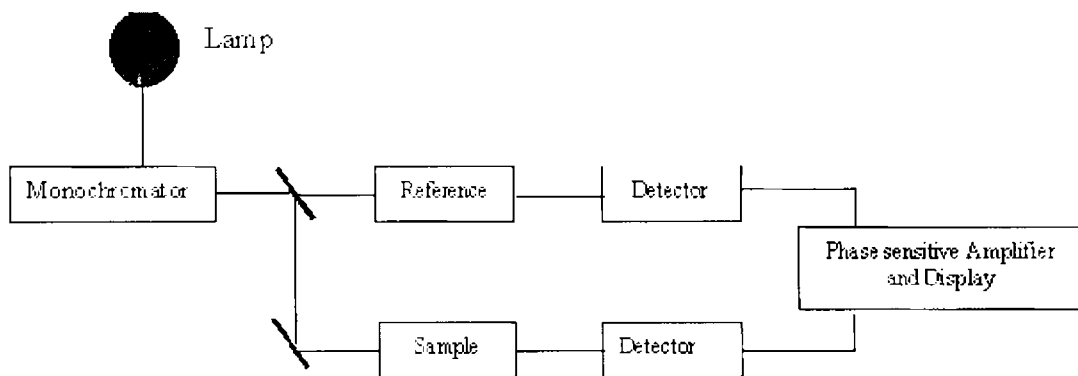 Lamp
Monochromator
Reference
Detector
Phase sensitive Amplifier
and Display
Sample
Detector